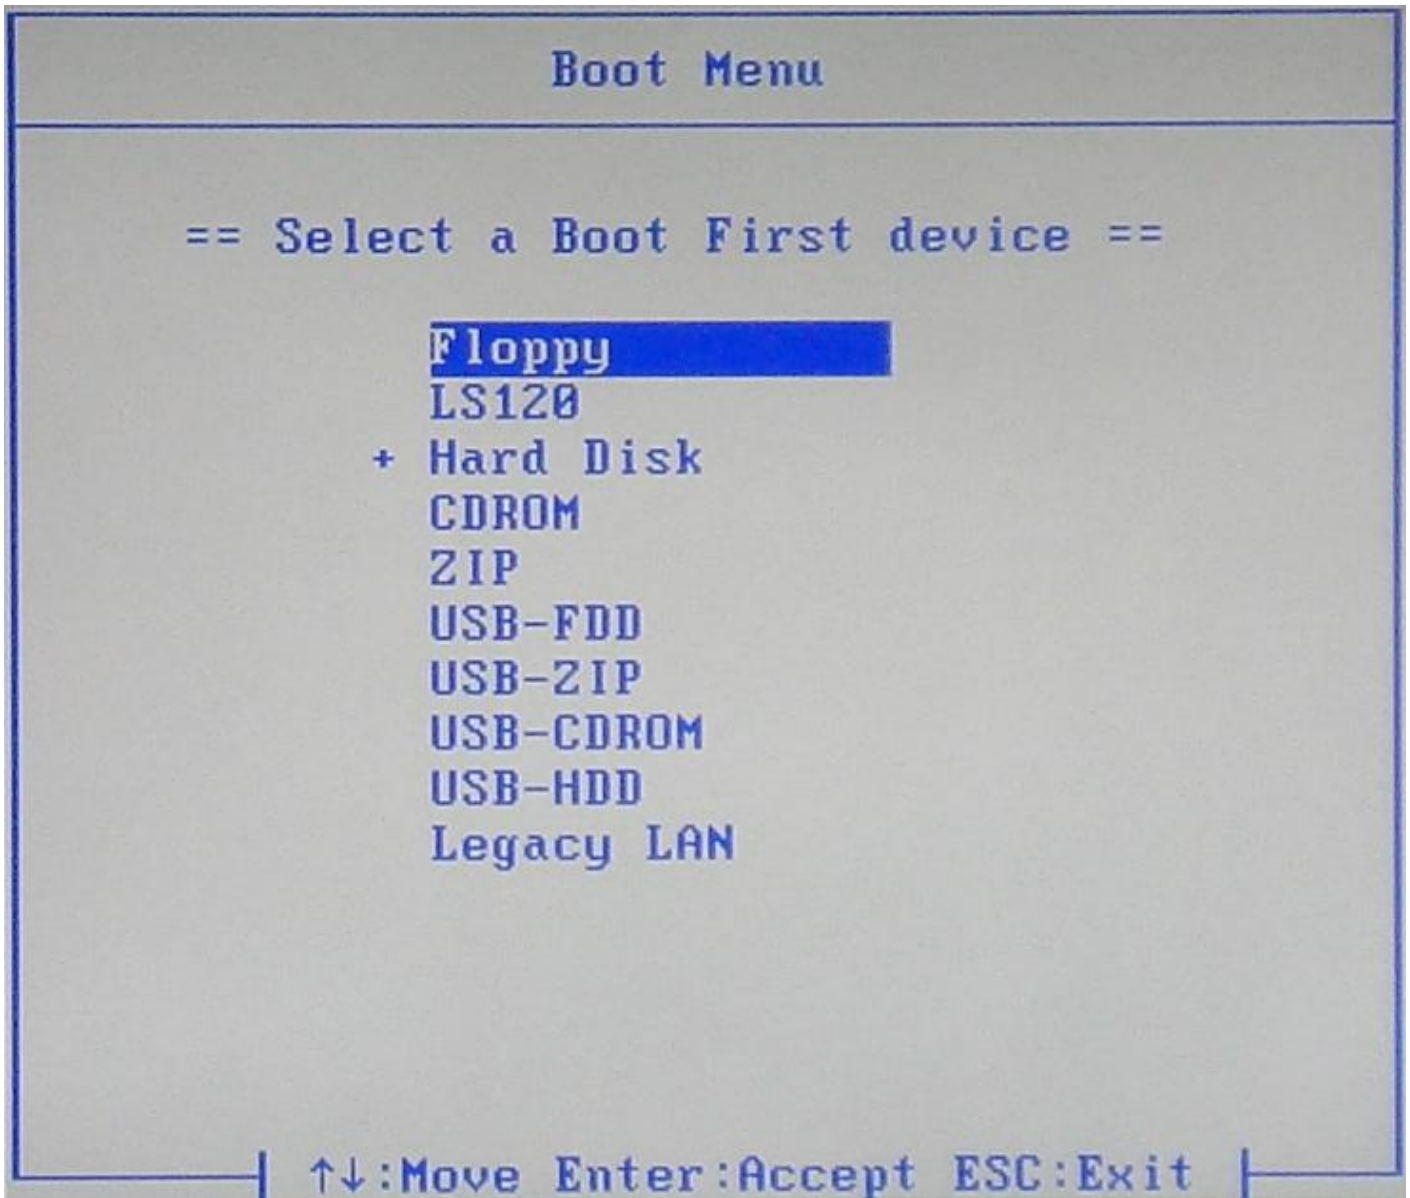 Boot Menu
== Select a Boot First device ==
Floppy
LS120
+ Hard Disk
CDROM
ZIP
USB-FDD
USB-ZIP
USB-CDROM
USB-HDD
Legacy LAN
↑↓:Move Enter:Accept ESC:Exit